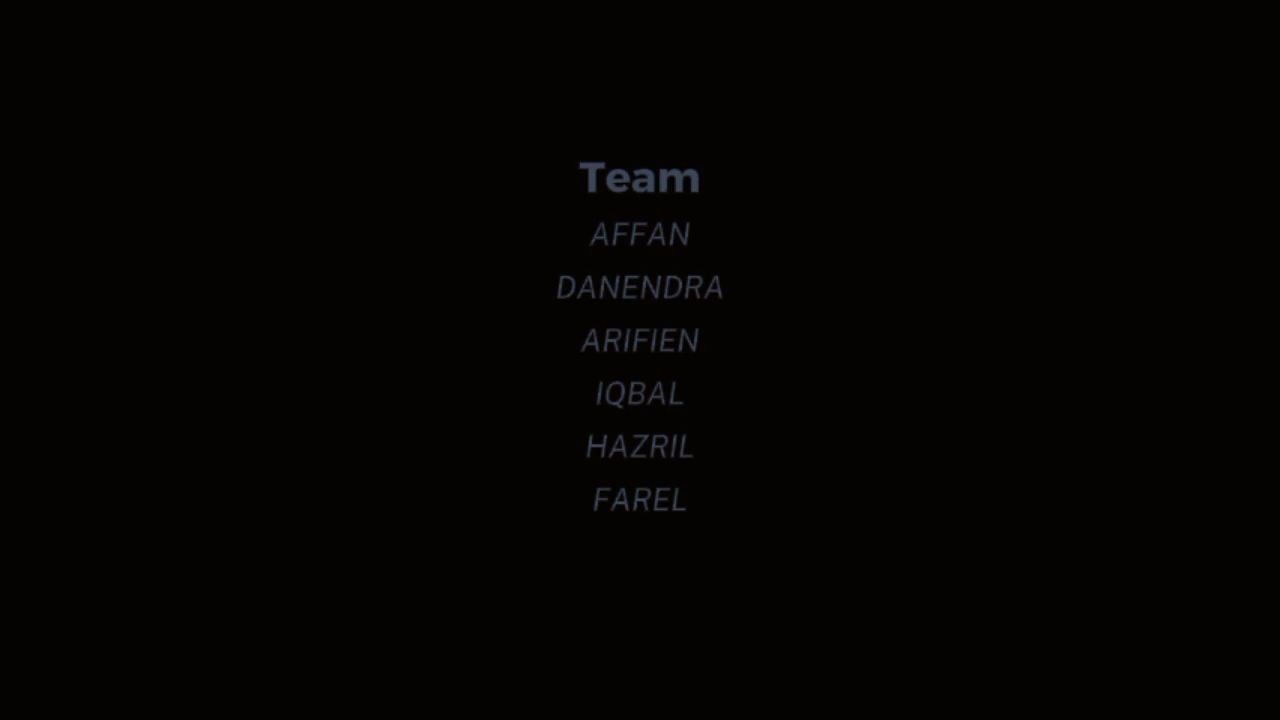 Team
AFFAN
DANENDRA
ARIFIEN
IQBAL
HAZRIL
FAREL